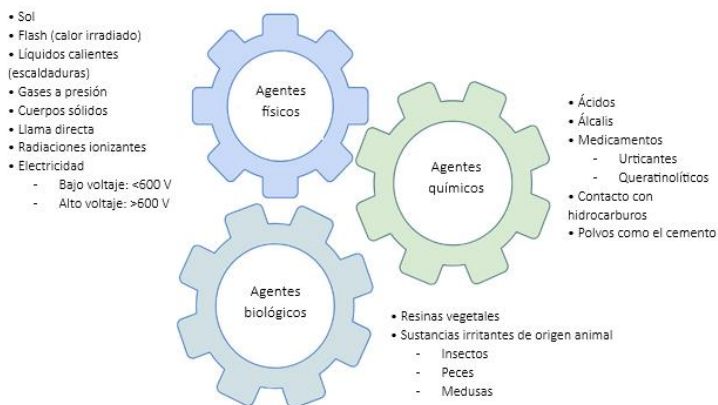 • Sol
• Flash (calor irradiado)
• Líquidos calientes
(escaldaduras)
• Gases a presión
• Cuerpos sólidos
• Llama directa
• Radiaciones ionizantes
• Electricidad
- Bajo voltaje: <600 V
- Alto voltaje: >600 V
Agentes
físicos
Agentes
químicos
• Ácidos
• Álcalis
• Medicamentos
- Urticantes
- Queratinolíticos
• Contacto con
hidrocarburos
• Polvos como el cemento
Agentes
biológicos
• Resinas vegetales
• Sustancias irritantes de origen animal
- Insectos
- Peces
- Medusas